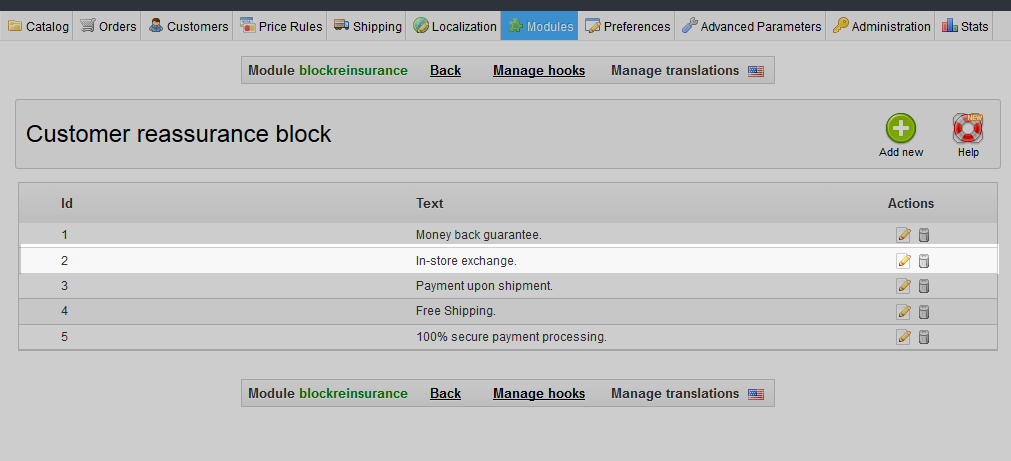 Catalog Orders Customers Price Rules Shipping Localization Modules Preferences Advanced Parameters Administration Stats
Module blockreinsurance Back Manage hooks Manage translations
Customer reassurance block
Add new
NEW
Help
Id Text Actions
1 Money back guarantee.
2 In-store exchange.
3 Payment upon shipment.
4 Free Shipping.
5 100% secure payment processing.
Module blockreinsurance Back Manage hooks Manage translations